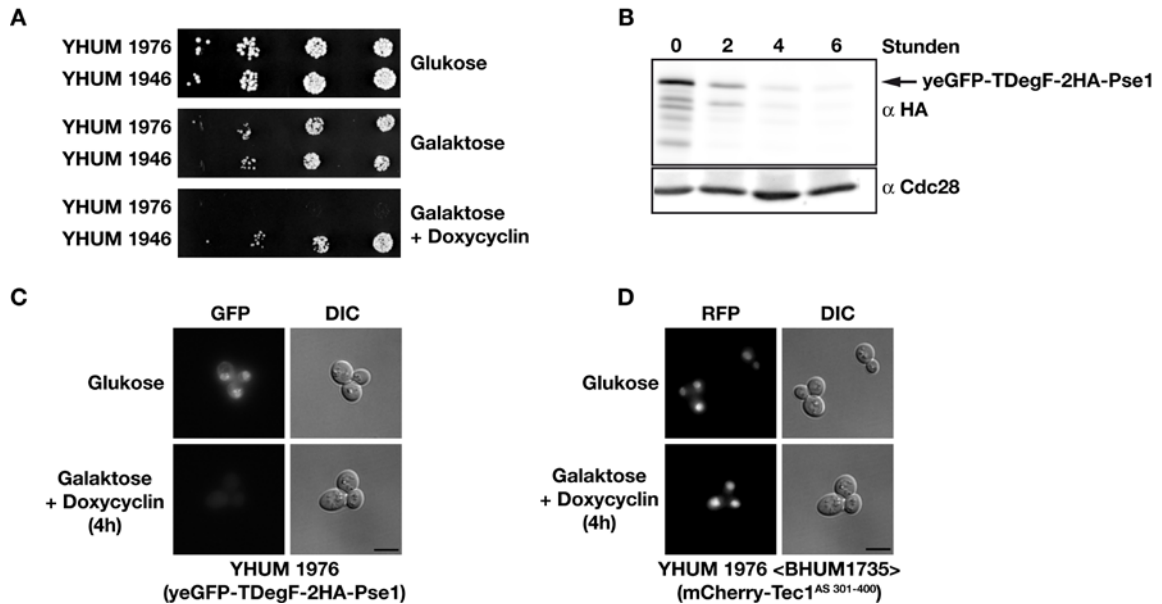 A
YHUM 1976
YHUM 1946
Glukose
YHUM 1976
YHUM 1946
Galaktose
YHUM 1976
YHUM 1946
Galaktose
+ Doxycyclin
B
0 2 4 6 Stunden
yeGFP-TDegF-2HA-Pse1
α HA
α Cdc28
C
GFP DIC
Glukose
Galaktose
+ Doxycyclin
(4h)
YHUM 1976
(yeGFP-TDegF-2HA-Pse1)
D
RFP DIC
Glukose
Galaktose
+ Doxycyclin
(4h)
YHUM 1976 <BHUM1735>
(mCherry-Tec1AS 301-400)